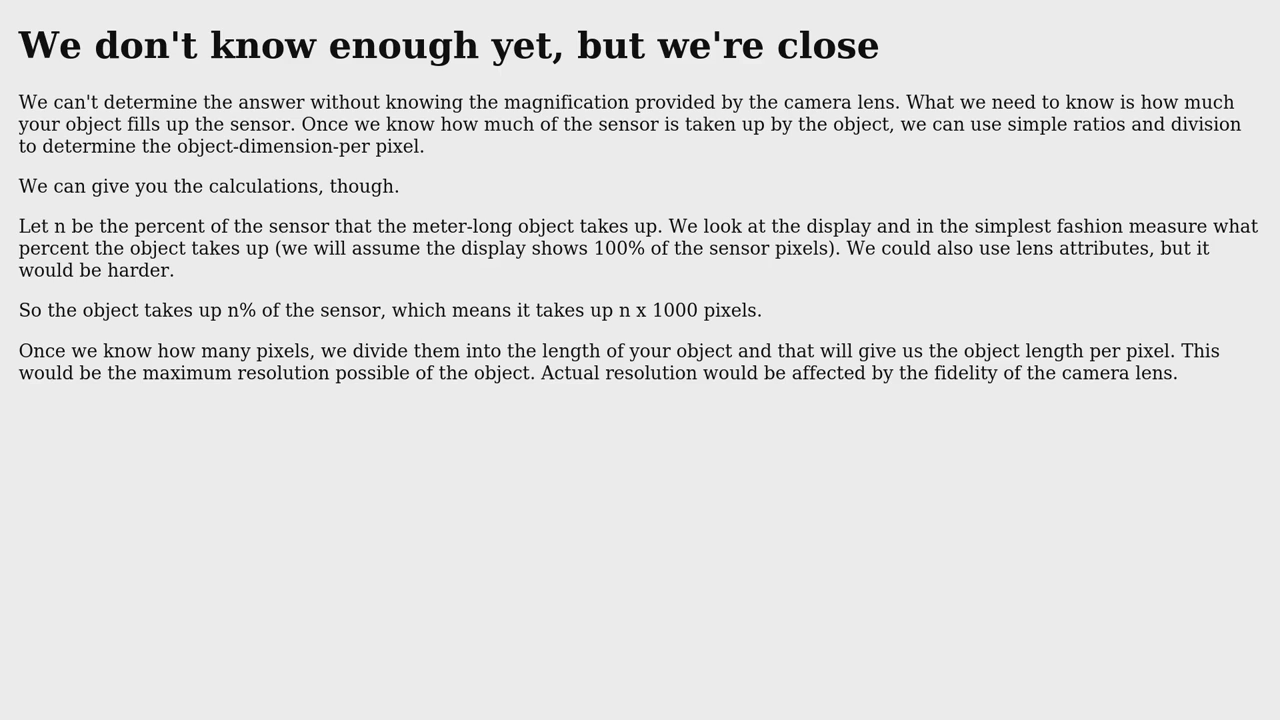 We don't know enough yet, but we're close
We can't determine the answer without knowing the magnification provided by the camera lens. What we need to know is how much
your object fills up the sensor. Once we know how much of the sensor is taken up by the object, we can use simple ratios and division
to determine the object-dimension-per pixel.
We can give you the calculations, though.
Let n be the percent of the sensor that the meter-long object takes up. We look at the display and in the simplest fashion measure what
percent the object takes up (we will assume the display shows 100% of the sensor pixels). We could also use lens attributes, but it
would be harder.
So the object takes up n% of the sensor, which means it takes up n x 1000 pixels.
Once we know how many pixels, we divide them into the length of your object and that will give us the object length per pixel. This
would be the maximum resolution possible of the object. Actual resolution would be affected by the fidelity of the camera lens.